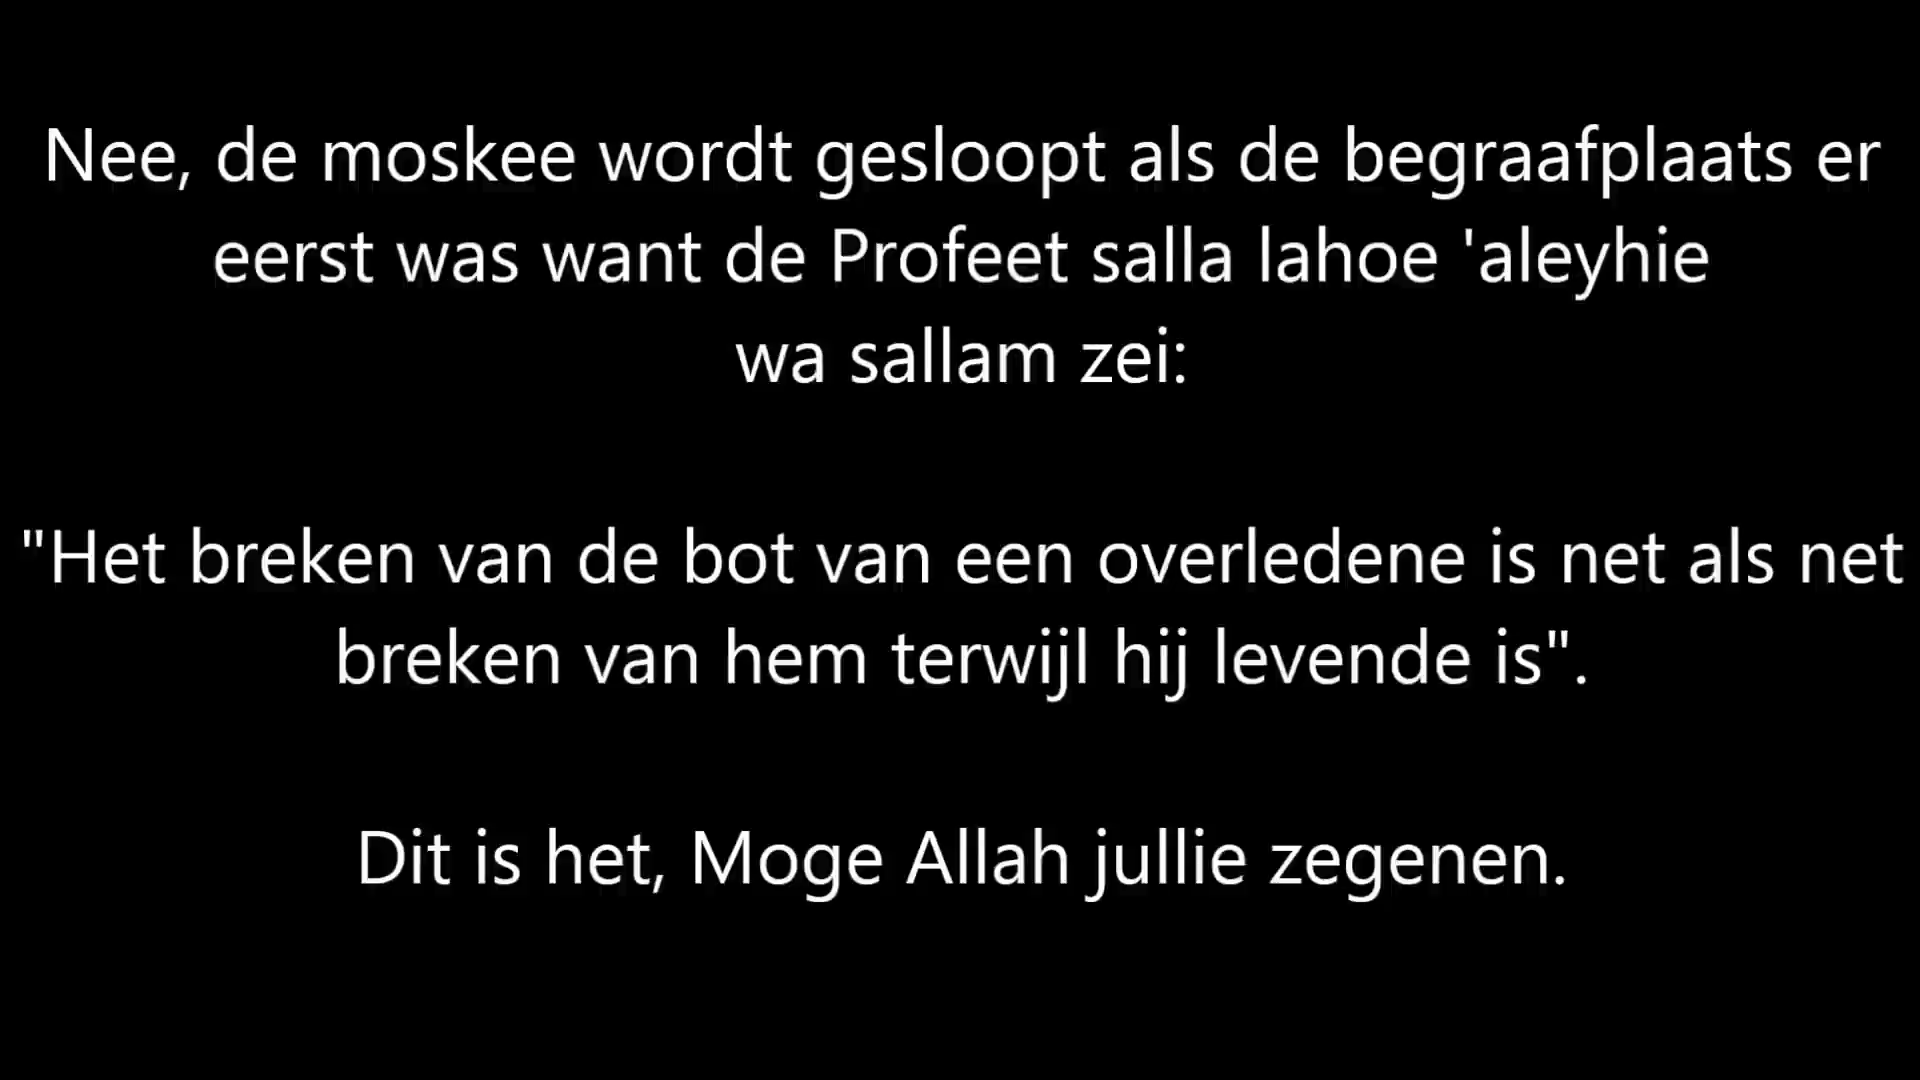 Nee, de moskee wordt gesloopt als de begraafplaats er
eerst was want de Profeet salla lahoe 'aleyhie
wa sallam zei:
"Het breken van de bot van een overledene is net als net
breken van hem terwijl hij levende is".
Dit is het, Moge Allah jullie zegenen.